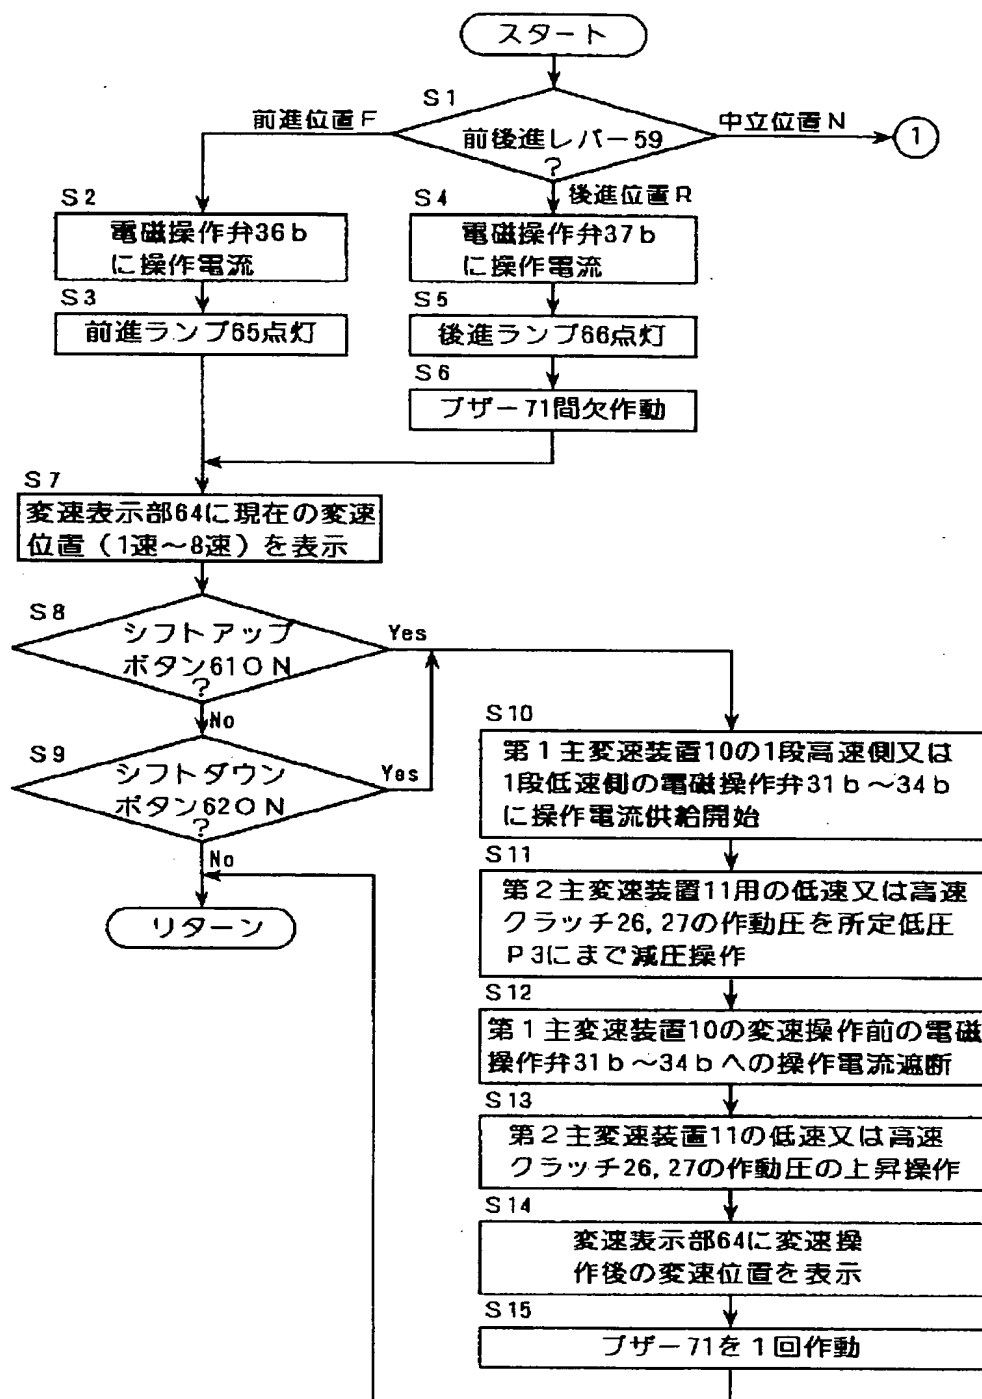 スタート
S1
前進位置F
前後進レバー59
?
中立位置N
1
S2
電磁操作弁36b
に操作電流
S3
前進ランプ65点灯
後進位置R
S4
電磁操作弁37b
に操作電流
S5
後進ランプ66点灯
S6
ブザー71間欠作動
S7
変速表示部64に現在の変速
位置(1速〜8速)を表示
S8
シフトアップ
ボタン61ON
?
Yes
No
S9
シフトダウン
ボタン62ON
?
Yes
No
リターン
S10
第1主変速装置10の1段高速側又は
1段低速側の電磁操作弁31b〜34b
に操作電流供給開始
S11
第2主変速装置11用の低速又は高速
クラッチ26,27の作動圧を所定低圧
P3にまで減圧操作
S12
第1主変速装置10の変速操作前の電磁
操作弁31b〜34bへの操作電流遮断
S13
第2主変速装置11の低速又は高速
クラッチ26,27の作動圧の上昇操作
S14
変速表示部64に変速操
作後の変速位置を表示
S15
ブザー71を1回作動